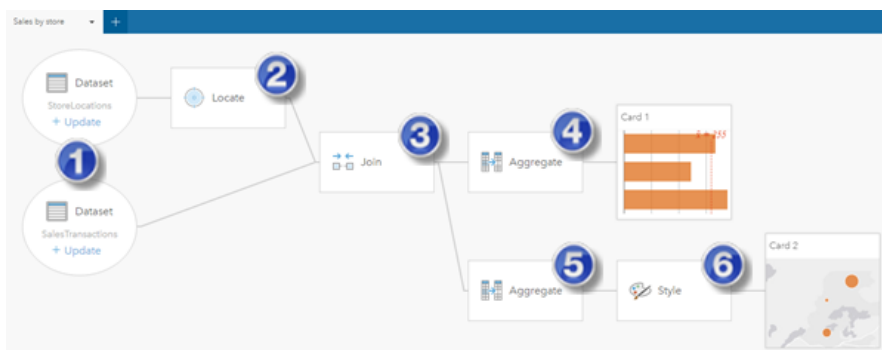 Sales by store
+
Dataset
StoreLocations
+ Update
1
Dataset
SalesTransactions
+ Update
Locate
2
Join
3
Aggregate
4
Card 1
x̄ = 255
Aggregate
5
Style
6
Card 2